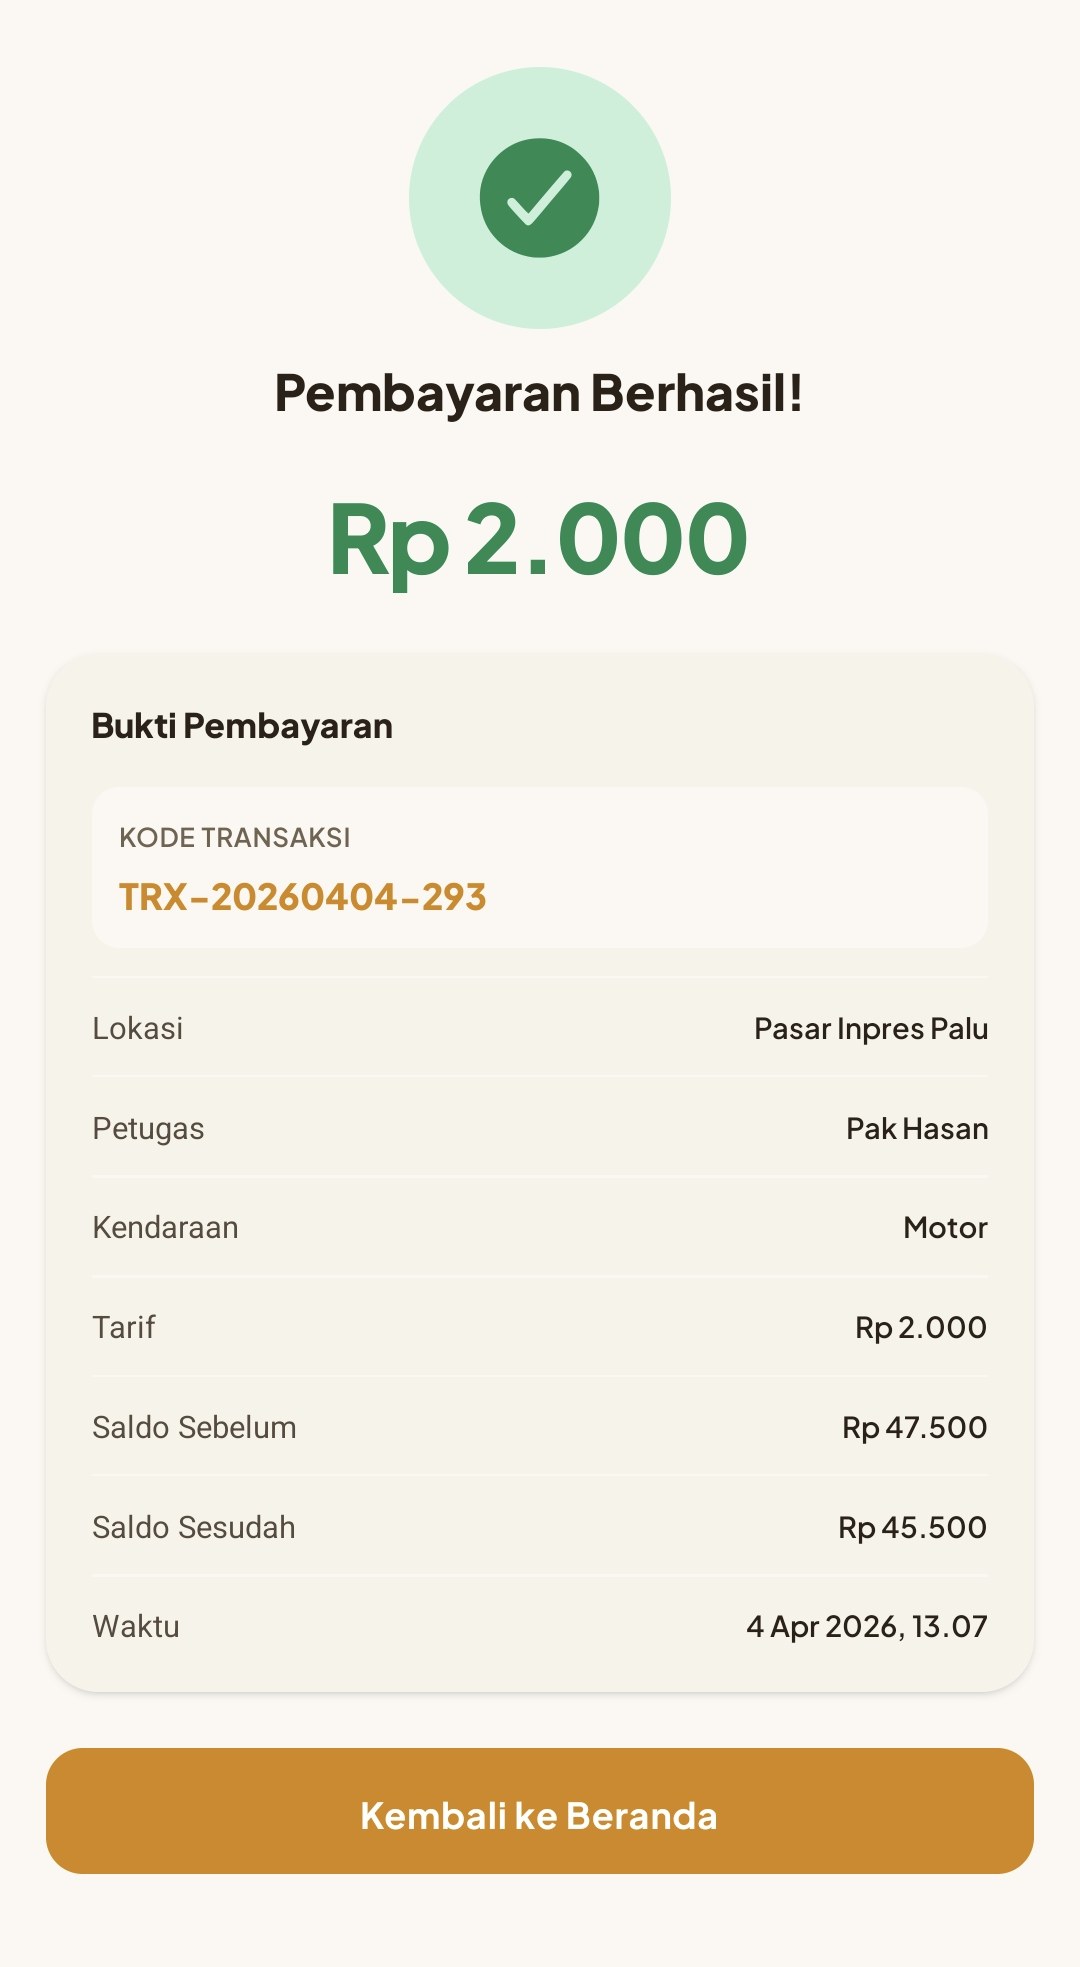 Pembayaran Berhasil!
Rp 2.000
Bukti Pembayaran
KODE TRANSAKSI
TRX-20260404-293
Lokasi Pasar Inpres Palu
Petugas Pak Hasan
Kendaraan Motor
Tarif Rp 2.000
Saldo Sebelum Rp 47.500
Saldo Sesudah Rp 45.500
Waktu 4 Apr 2026, 13.07
Kembali ke Beranda